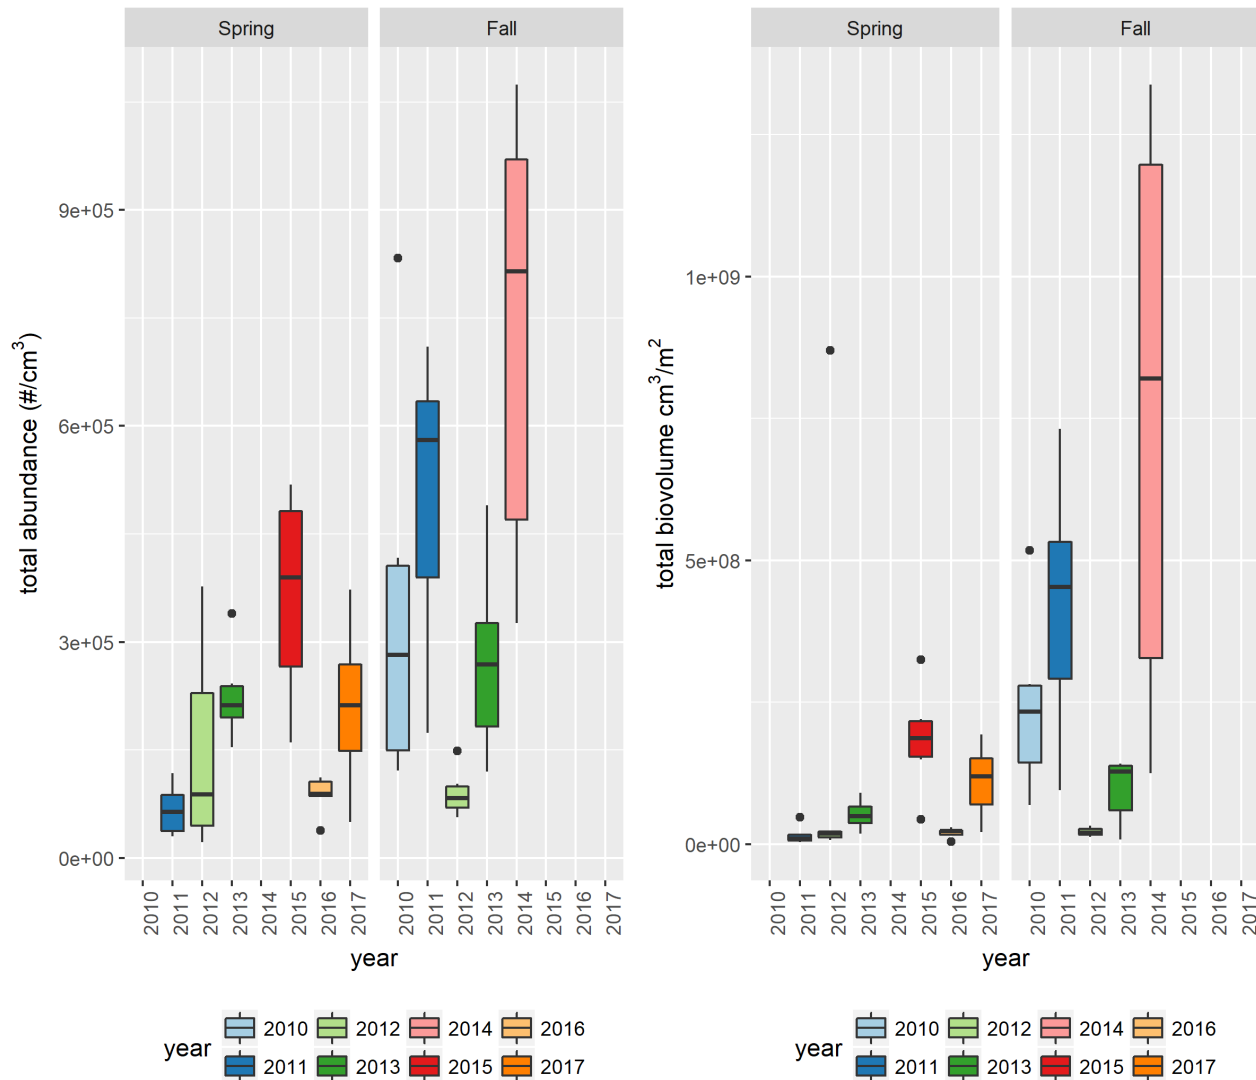 Spring Fall
total abundance (#/cm³)
9e+05
6e+05
3e+05
0e+00
2010 2011 2012 2013 2014 2015 2016 2017 2010 2011 2012 2013 2014 2015 2016 2017
year
year 2010 2012 2014 2016
2011 2013 2015 2017
Spring Fall
total biovolume cm³/m²
1e+09
5e+08
0e+00
2010 2011 2012 2013 2014 2015 2016 2017 2010 2011 2012 2013 2014 2015 2016 2017
year
year 2010 2012 2014 2016
2011 2013 2015 2017